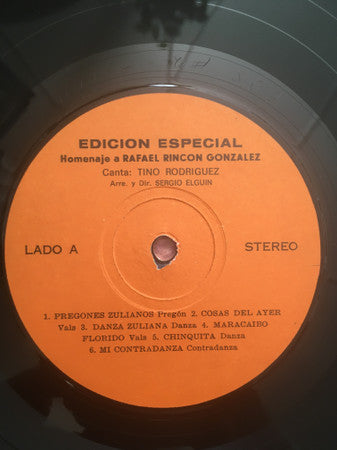 EDICION ESPECIAL
Homenaje a RAFAEL RINCON GONZALEZ
Canta: TINO RODRIGUEZ
Arre. y Dir. SERGIO ELGUIN
LADO A
STEREO
1. PREGONES ZULIANOS Pregón 2. COSAS DEL AYER
Vals 3. DANZA ZULIANA Danza 4. MARACAIBO
FLORIDO Vals 5. CHINQUITA Danza
6. MI CONTRADANZA Contradanza